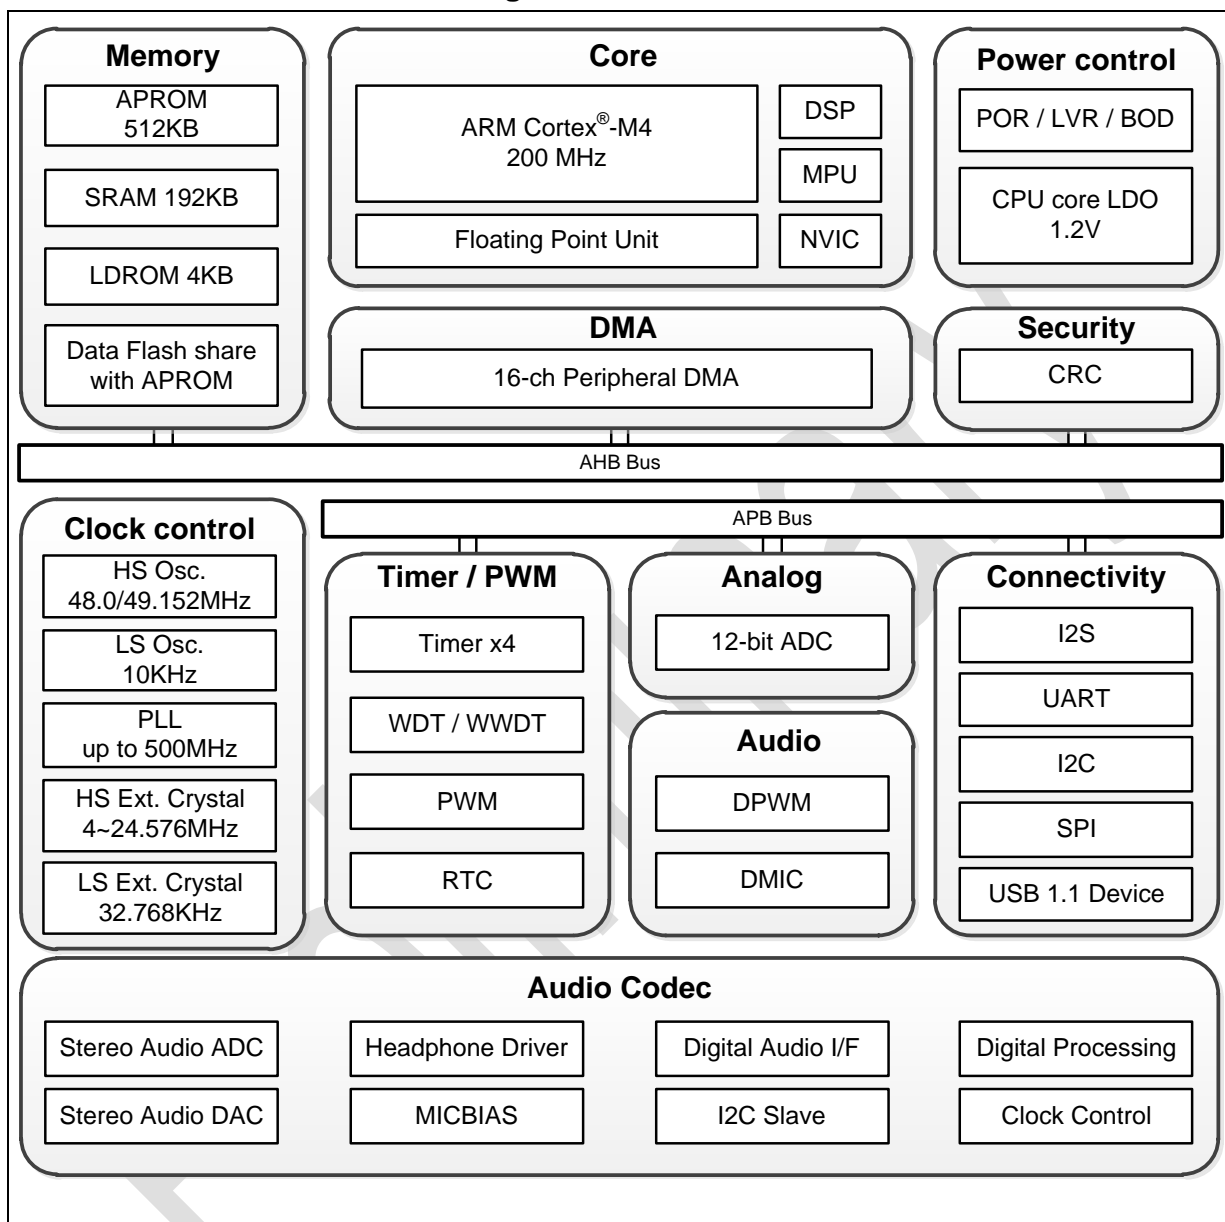 Memory
APROM
512KB
SRAM 192KB
LDROM 4KB
Data Flash share
with APROM
Core
ARM Cortex®-M4
200 MHz
Floating Point Unit
DSP
MPU
NVIC
Power control
POR / LVR / BOD
CPU core LDO
1.2V
DMA
16-ch Peripheral DMA
Security
CRC
AHB Bus
APB Bus
Clock control
HS Osc.
48.0/49.152MHz
LS Osc.
10KHz
PLL
up to 500MHz
HS Ext. Crystal
4~24.576MHz
LS Ext. Crystal
32.768KHz
Timer / PWM
Timer x4
WDT / WWDT
PWM
RTC
Analog
12-bit ADC
Audio
DPWM
DMIC
Connectivity
I2S
UART
I2C
SPI
USB 1.1 Device
Audio Codec
Stereo Audio ADC
Headphone Driver
Digital Audio I/F
Digital Processing
Stereo Audio DAC
MICBIAS
I2C Slave
Clock Control